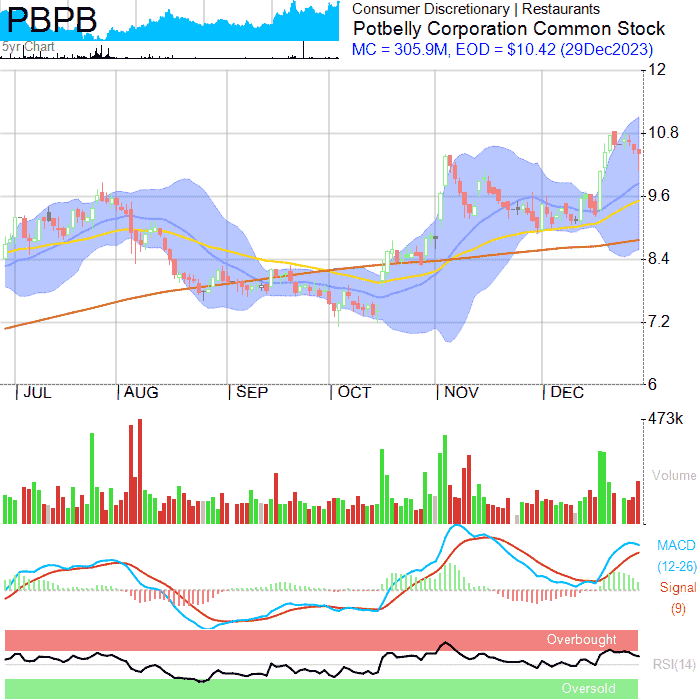 PBPB
5yr Chart
Consumer Discretionary | Restaurants
Potbelly Corporation Common Stock
MC = 305.9M, EOD = $10.42 (29Dec2023)
12
10.8
9.6
8.4
7.2
6
JUL AUG SEP OCT NOV DEC
473k
Volume
MACD
(12-26)
Signal
(9)
Overbought
RSI(14)
Oversold